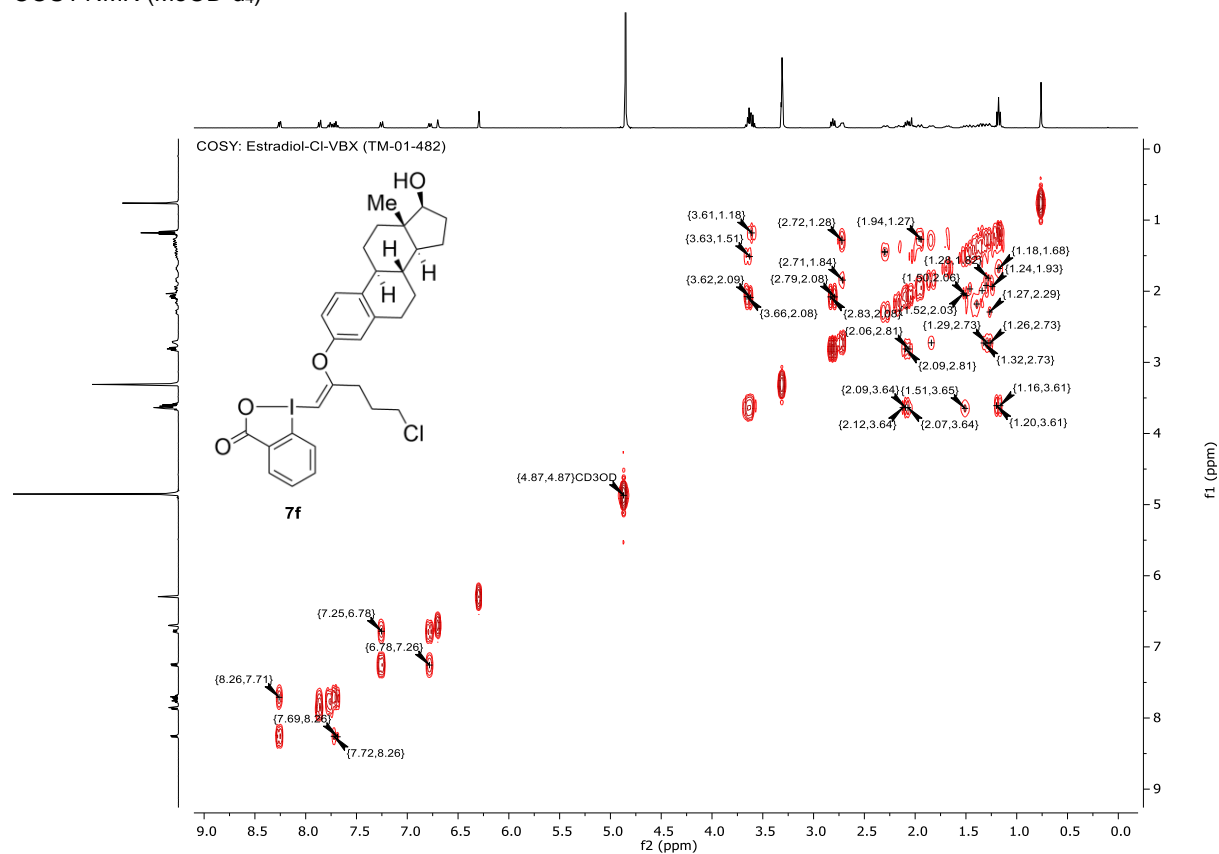 COSY: Estradiol-Cl-VBX (TM-01-482)
HO
Me
H
H
H
O
O
I
O
Cl
7f
{3.61,1.18}
{2.72,1.28}
{1.94,1.27}
{3.63,1.51}
{1.18,1.68}
{2.71,1.84}
{1.28,1.82}
{1.24,1.93}
{3.62,2.09}
{2.79,2.08}
{1.50,2.06}
{1.27,2.29}
{3.66,2.08}
{2.83,2.08}
{1.52,2.03}
{2.06,2.81}
{1.29,2.73}
{1.26,2.73}
{2.09,2.81}
{1.32,2.73}
{2.09,3.64}
{1.51,3.65}
{1.16,3.61}
{2.12,3.64}
{2.07,3.64}
{1.20,3.61}
{4.87,4.87}CD3OD
{7.25,6.78}
{6.78,7.26}
{8.26,7.71}
{7.69,8.26}
{7.72,8.26}
0
1
2
3
4
5
6
7
8
9
f1 (ppm)
9.0 8.5 8.0 7.5 7.0 6.5 6.0 5.5 5.0 4.5 4.0 3.5 3.0 2.5 2.0 1.5 1.0 0.5 0.0
f2 (ppm)